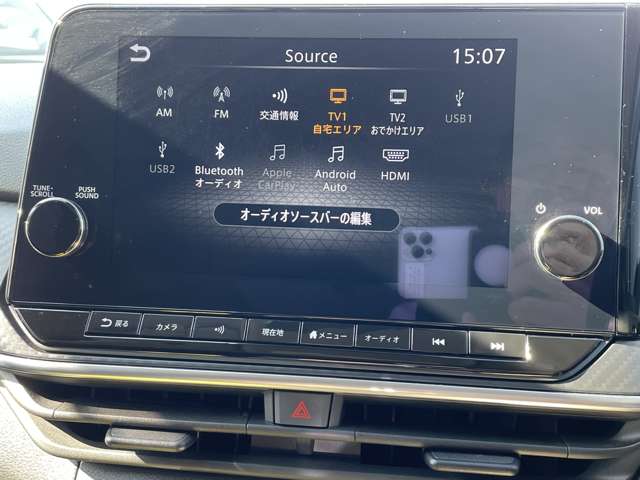 Source
15:07
AM
FM
交通情報
TV1
自宅エリア
TV2
おでかけエリア
USB1
USB2
Bluetooth
オーディオ
Apple
CarPlay
Android
Auto
HDMI
オーディオソースバーの編集
TUNE・
SCROLL
PUSH
SOUND
VOL
戻る
カメラ
現在地
メニュー
オーディオ